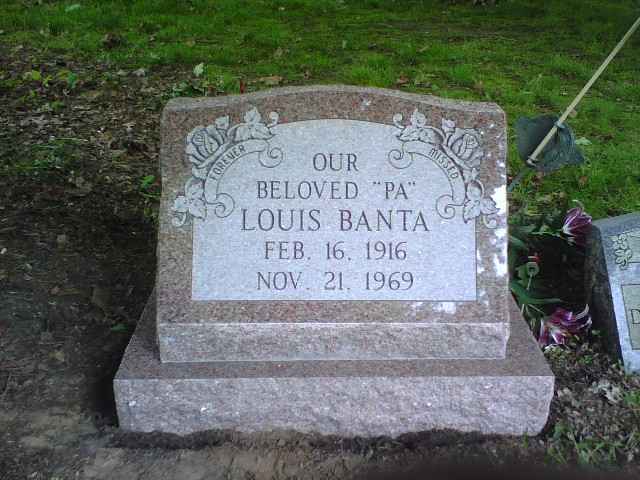 FOREVER
MISSED
OUR
BELOVED "PA"
LOUIS BANTA
FEB. 16, 1916
NOV. 21, 1969
D